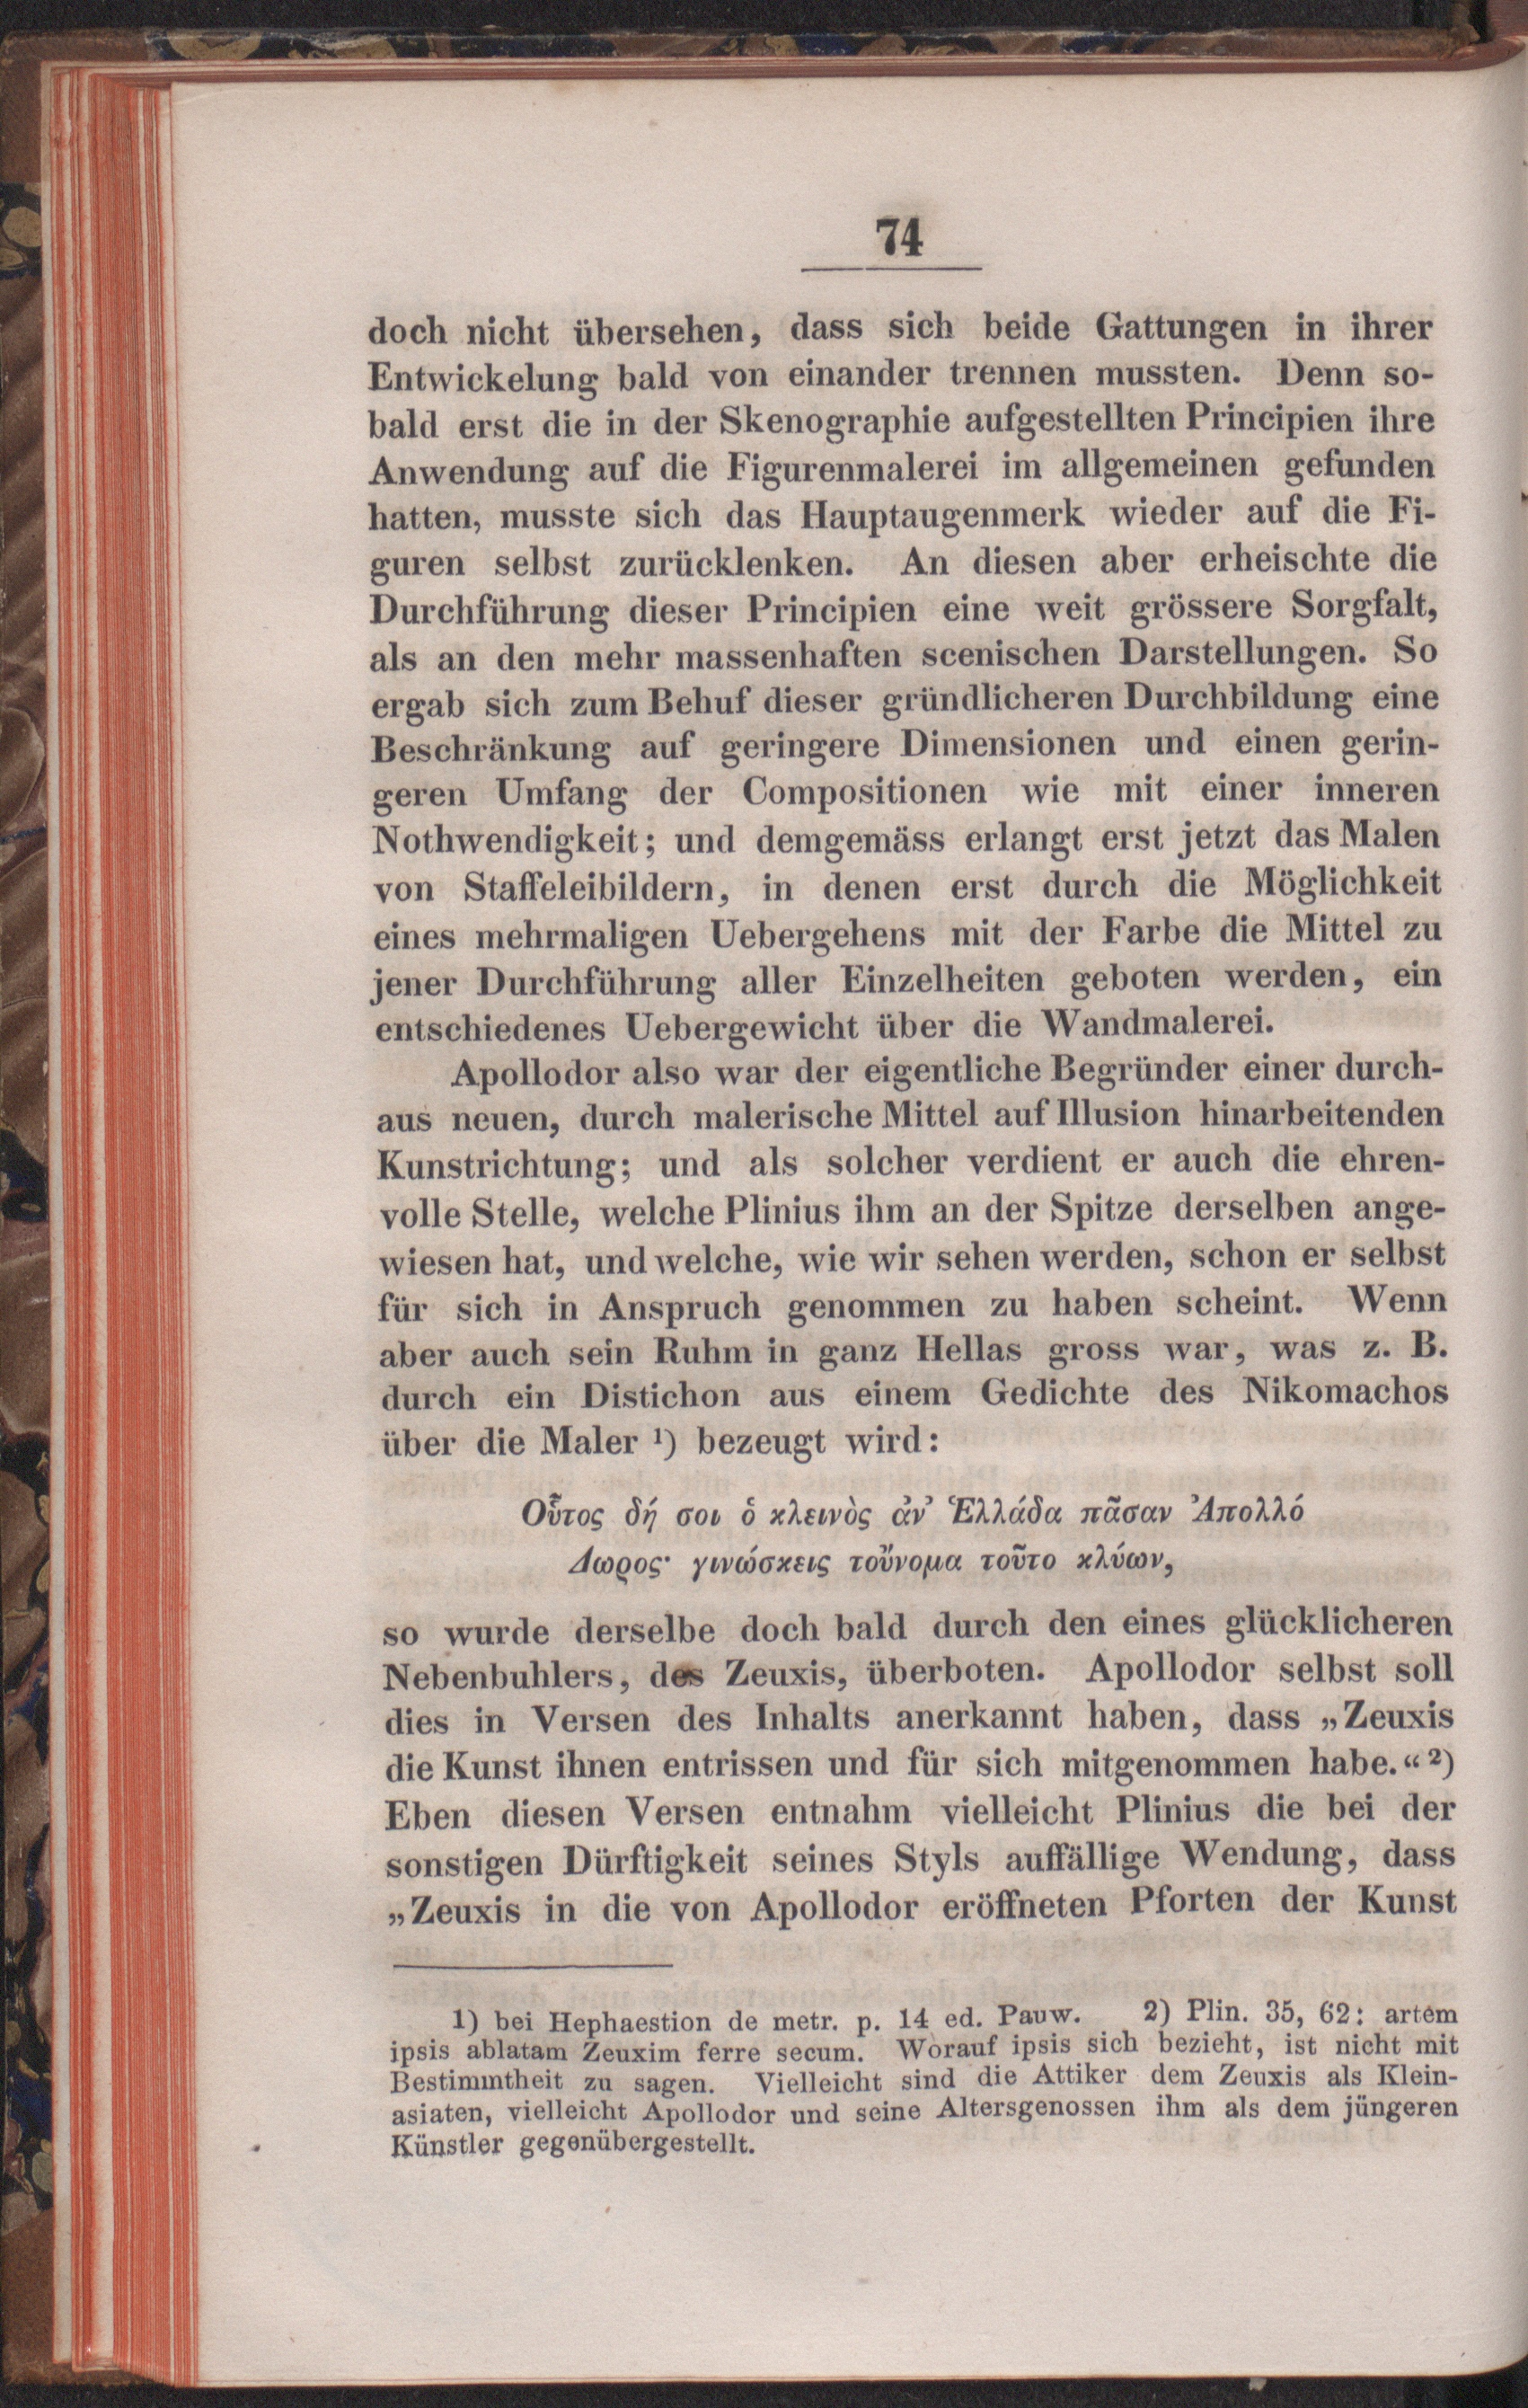 74
doch nicht übersehen, dass sich beide Gattungen in ihrer
Entwickelung bald von einander trennen mussten. Denn so-
bald erst die in der Skenographie aufgestellten Principien ihre
Anwendung auf die Figurenmalerei im allgemeinen gefunden
hatten, musste sich das Hauptaugenmerk wieder auf die Fi-
guren selbst zurücklenken. An diesen aber erheischte die
Durchführung dieser Principien eine weit grössere Sorgfalt,
als an den mehr massenhaften scenischen Darstellungen. So
ergab sich zum Behuf dieser gründlicheren Durchbildung eine
Beschränkung auf geringere Dimensionen und einen gerin-
geren Umfang der Compositionen wie mit einer inneren
Nothwendigkeit; und demgemäss erlangt erst jetzt das Malen
von Staffeleibildern, in denen erst durch die Möglichkeit
eines mehrmaligen Uebergehens mit der Farbe die Mittel zu
jener Durchführung aller Einzelheiten geboten werden, ein
entschiedenes Uebergewicht über die Wandmalerei.
Apollodor also war der eigentliche Begründer einer durch-
aus neuen, durch malerische Mittel auf Illusion hinarbeitenden
Kunstrichtung; und als solcher verdient er auch die ehren-
volle Stelle, welche Plinius ihm an der Spitze derselben ange-
wiesen hat, und welche, wie wir sehen werden, schon er selbst
für sich in Anspruch genommen zu haben scheint. Wenn
aber auch sein Ruhm in ganz Hellas gross war, was z. B.
durch ein Distichon aus einem Gedichte des Nikomachos
über die Maler ¹) bezeugt wird:
Οὗτος δή σοι ὁ κλεινὸς ἀν’ Ἑλλάδα πᾶσαν Ἀπολλό
Δωρος· γινώσκεις τοὔνομα τοῦτο κλύων,
so wurde derselbe doch bald durch den eines glücklicheren
Nebenbuhlers, des Zeuxis, überboten. Apollodor selbst soll
dies in Versen des Inhalts anerkannt haben, dass „Zeuxis
die Kunst ihnen entrissen und für sich mitgenommen habe.“ ²)
Eben diesen Versen entnahm vielleicht Plinius die bei der
sonstigen Dürftigkeit seines Styls auffällige Wendung, dass
„Zeuxis in die von Apollodor eröffneten Pforten der Kunst
1) bei Hephaestion de metr. p. 14 ed. Pauw. 2) Plin. 35, 62: artem
ipsis ablatam Zeuxim ferre secum. Worauf ipsis sich bezieht, ist nicht mit
Bestimmtheit zu sagen. Vielleicht sind die Attiker dem Zeuxis als Klein-
asiaten, vielleicht Apollodor und seine Altersgenossen ihm als dem jüngeren
Künstler gegenübergestellt.